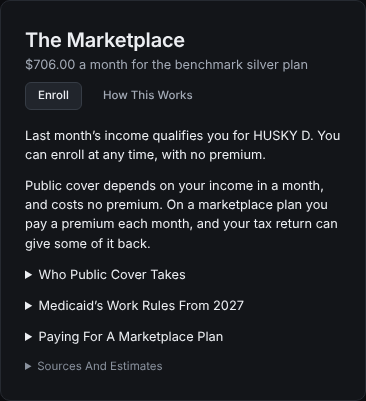 The Marketplace
$706.00 a month for the benchmark silver plan
Enroll
How This Works
Last month’s income qualifies you for HUSKY D. You
can enroll at any time, with no premium.
Public cover depends on your income in a month,
and costs no premium. On a marketplace plan you
pay a premium each month, and your tax return can
give some of it back.
Who Public Cover Takes
Medicaid’s Work Rules From 2027
Paying For A Marketplace Plan
Sources And Estimates